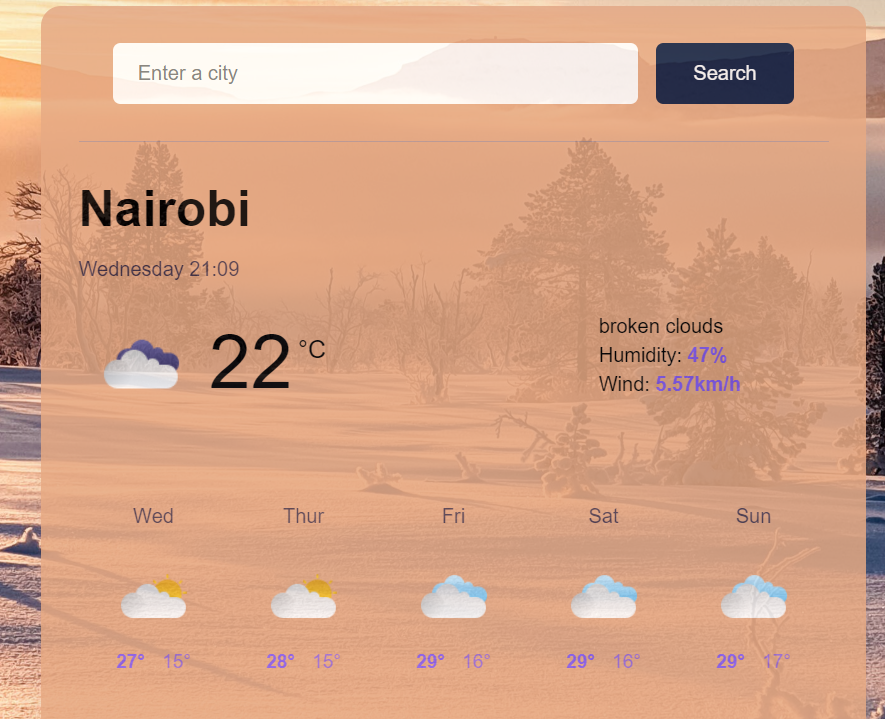 Enter a city
Search
Nairobi
Wednesday 21:09
22 °C
broken clouds
Humidity: 47%
Wind: 5.57km/h
Wed Thur Fri Sat Sun
27° 15° 28° 15° 29° 16° 29° 16° 29° 17°